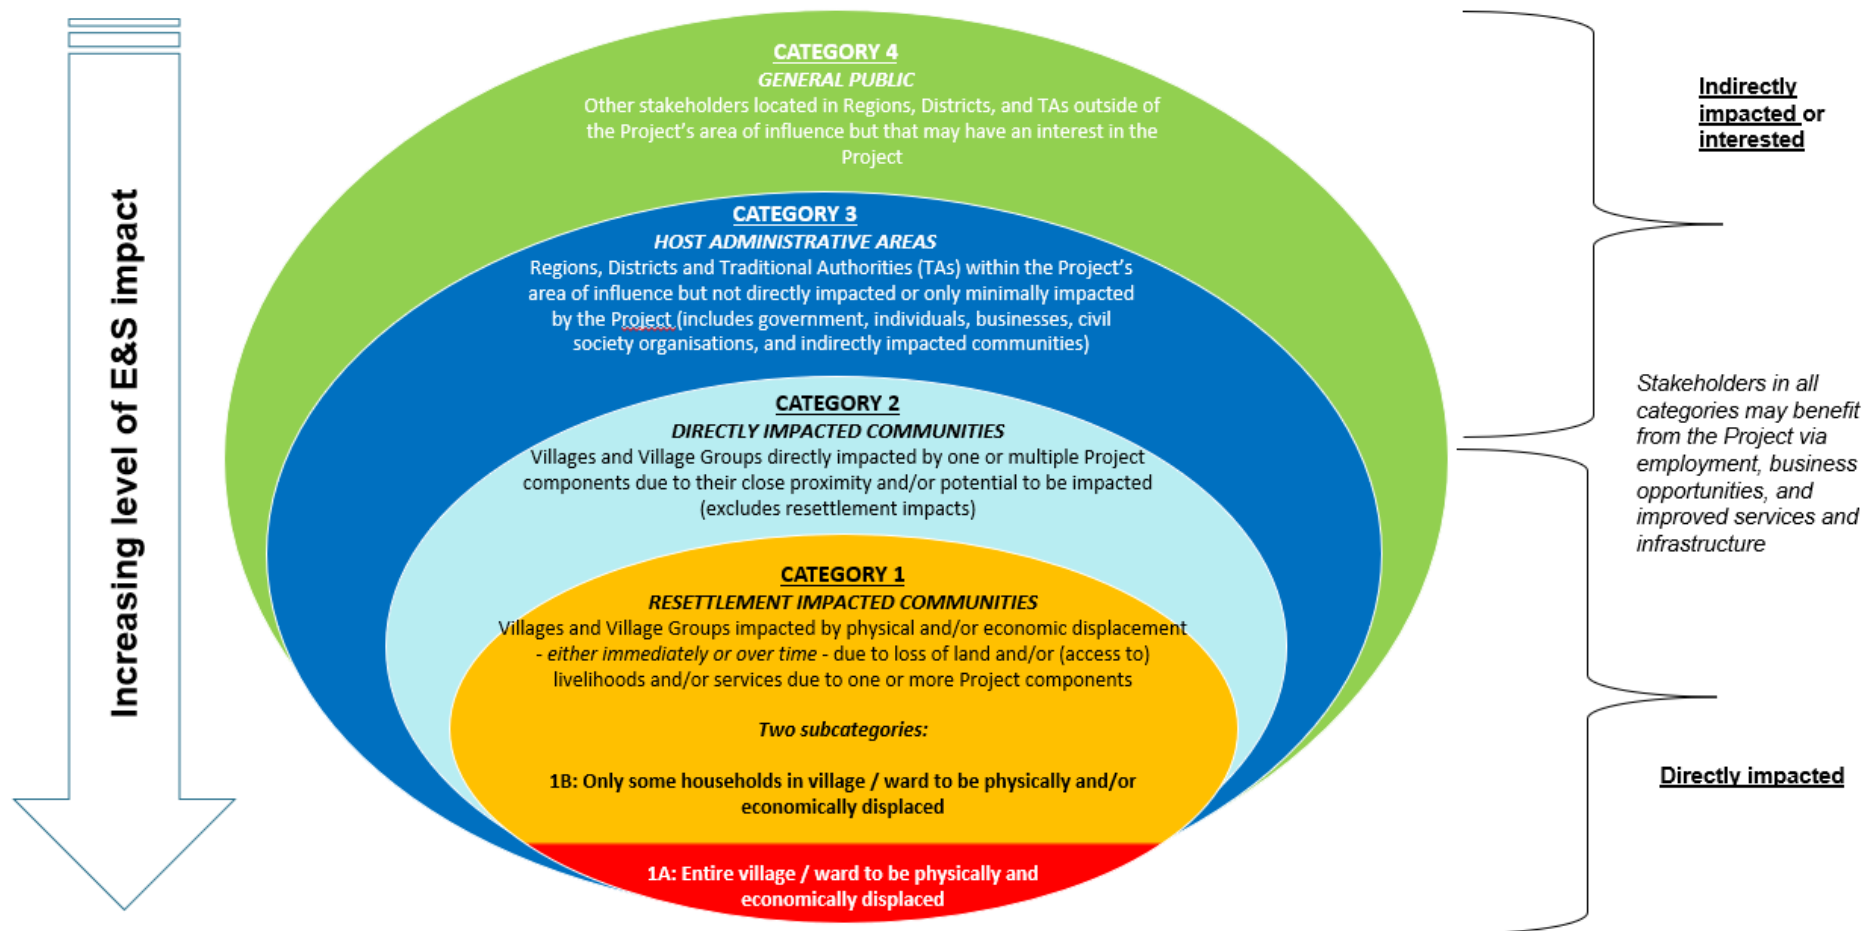 Increasing level of E&S impact
CATEGORY 4
GENERAL PUBLIC
Other stakeholders located in Regions, Districts, and TAs outside of
the Project's area of influence but that may have an interest in the
Project
CATEGORY 3
HOST ADMINISTRATIVE AREAS
Regions, Districts and Traditional Authorities (TAs) within the Project's
area of influence but not directly impacted or only minimally impacted
by the Project (includes government, individuals, businesses, civil
society organisations, and indirectly impacted communities)
CATEGORY 2
DIRECTLY IMPACTED COMMUNITIES
Villages and Village Groups directly impacted by one or multiple Project
components due to their close proximity and/or potential to be impacted
(excludes resettlement impacts)
CATEGORY 1
RESETTLEMENT IMPACTED COMMUNITIES
Villages and Village Groups impacted by physical and/or economic displacement
- either immediately or over time - due to loss of land and/or (access to)
livelihoods and/or services due to one or more Project components
Two subcategories:
1B: Only some households in village / ward to be physically and/or
economically displaced
1A: Entire village / ward to be physically and
economically displaced
Indirectly
impacted or
interested
Stakeholders in all
categories may benefit
from the Project via
employment, business
opportunities, and
improved services and
infrastructure
Directly impacted